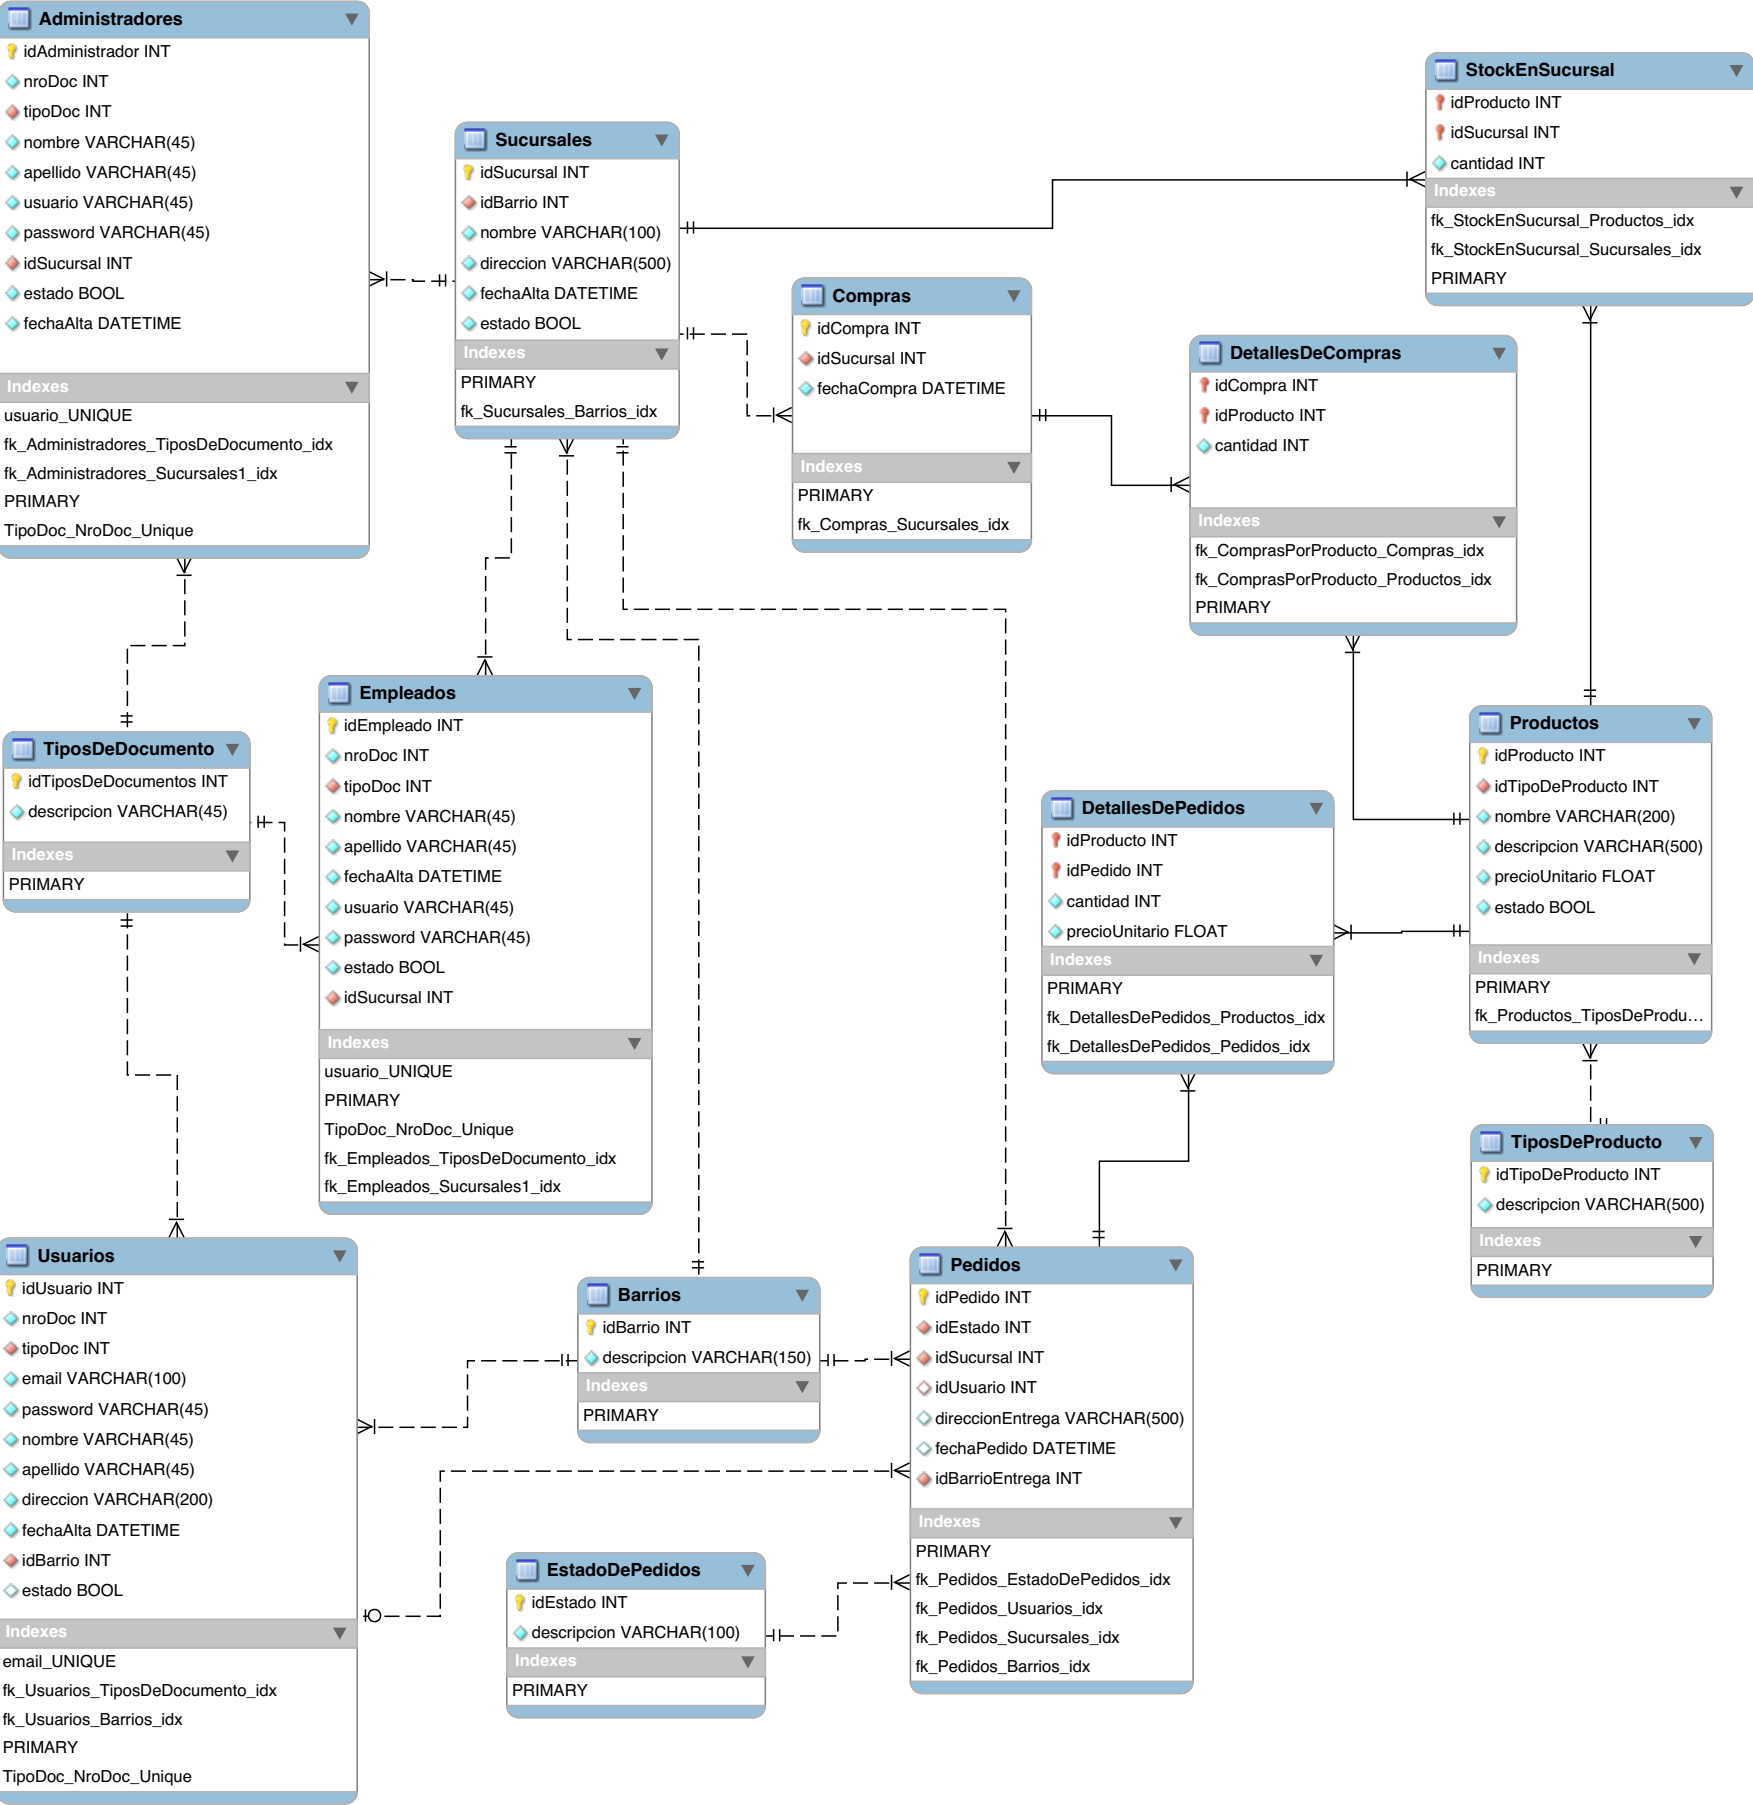 Administradores
idAdministrador INT
nroDoc INT
tipoDoc INT
nombre VARCHAR(45)
apellido VARCHAR(45)
usuario VARCHAR(45)
password VARCHAR(45)
idSucursal INT
estado BOOL
fechaAlta DATETIME
Indexes
usuario_UNIQUE
fk_Administradores_TiposDeDocumento_idx
fk_Administradores_Sucursales1_idx
PRIMARY
TipoDoc_NroDoc_Unique
Sucursales
idSucursal INT
idBarrio INT
nombre VARCHAR(100)
direccion VARCHAR(500)
fechaAlta DATETIME
estado BOOL
Indexes
PRIMARY
fk_Sucursales_Barrios_idx
StockEnSucursal
idProducto INT
idSucursal INT
cantidad INT
Indexes
fk_StockEnSucursal_Productos_idx
fk_StockEnSucursal_Sucursales_idx
PRIMARY
Compras
idCompra INT
idSucursal INT
fechaCompra DATETIME
Indexes
PRIMARY
fk_Compras_Sucursales_idx
DetallesDeCompras
idCompra INT
idProducto INT
cantidad INT
Indexes
fk_ComprasPorProducto_Compras_idx
fk_ComprasPorProducto_Productos_idx
PRIMARY
TiposDeDocumento
idTiposDeDocumentos INT
descripcion VARCHAR(45)
Indexes
PRIMARY
Empleados
idEmpleado INT
nroDoc INT
tipoDoc INT
nombre VARCHAR(45)
apellido VARCHAR(45)
fechaAlta DATETIME
usuario VARCHAR(45)
password VARCHAR(45)
estado BOOL
idSucursal INT
Indexes
usuario_UNIQUE
PRIMARY
TipoDoc_NroDoc_Unique
fk_Empleados_TiposDeDocumento_idx
fk_Empleados_Sucursales1_idx
Productos
idProducto INT
idTipoDeProducto INT
nombre VARCHAR(200)
descripcion VARCHAR(500)
precioUnitario FLOAT
estado BOOL
Indexes
PRIMARY
fk_Productos_TiposDeProdu...
DetallesDePedidos
idProducto INT
idPedido INT
cantidad INT
precioUnitario FLOAT
Indexes
PRIMARY
fk_DetallesDePedidos_Productos_idx
fk_DetallesDePedidos_Pedidos_idx
TiposDeProducto
idTipoDeProducto INT
descripcion VARCHAR(500)
Indexes
PRIMARY
Usuarios
idUsuario INT
nroDoc INT
tipoDoc INT
email VARCHAR(100)
password VARCHAR(45)
nombre VARCHAR(45)
apellido VARCHAR(45)
direccion VARCHAR(200)
fechaAlta DATETIME
idBarrio INT
estado BOOL
Indexes
email_UNIQUE
fk_Usuarios_TiposDeDocumento_idx
fk_Usuarios_Barrios_idx
PRIMARY
TipoDoc_NroDoc_Unique
Barrios
idBarrio INT
descripcion VARCHAR(150)
Indexes
PRIMARY
Pedidos
idPedido INT
idEstado INT
idSucursal INT
idUsuario INT
direccionEntrega VARCHAR(500)
fechaPedido DATETIME
idBarrioEntrega INT
Indexes
PRIMARY
fk_Pedidos_EstadoDePedidos_idx
fk_Pedidos_Usuarios_idx
fk_Pedidos_Sucursales_idx
fk_Pedidos_Barrios_idx
EstadoDePedidos
idEstado INT
descripcion VARCHAR(100)
Indexes
PRIMARY